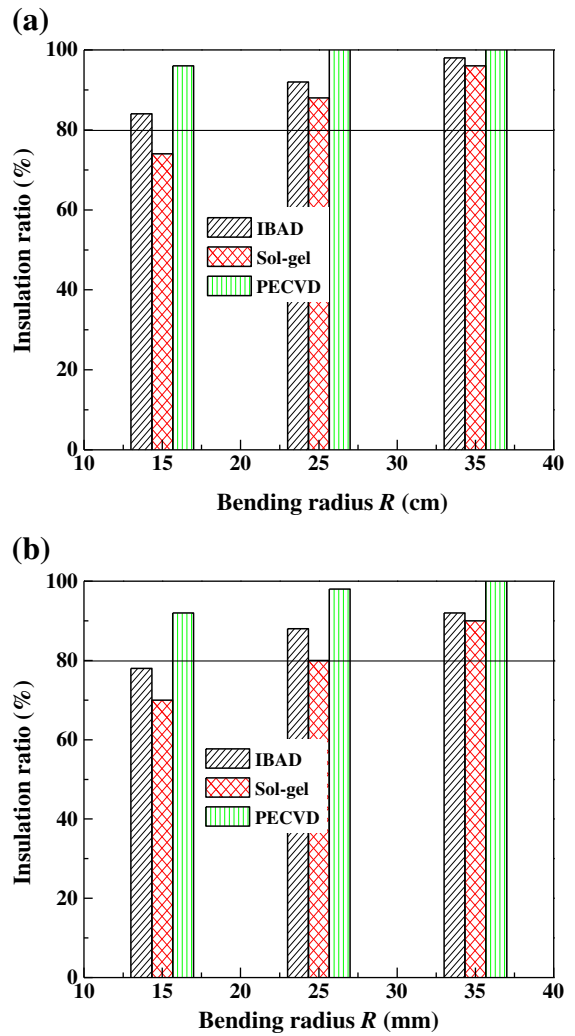 (a)
100
80
60
40
20
0
Insulation ratio (%)
IBAD
Sol-gel
PECVD
10 15 20 25 30 35 40
Bending radius R (cm)
(b)
100
80
60
40
20
0
Insulation ratio (%)
IBAD
Sol-gel
PECVD
10 15 20 25 30 35 40
Bending radius R (mm)